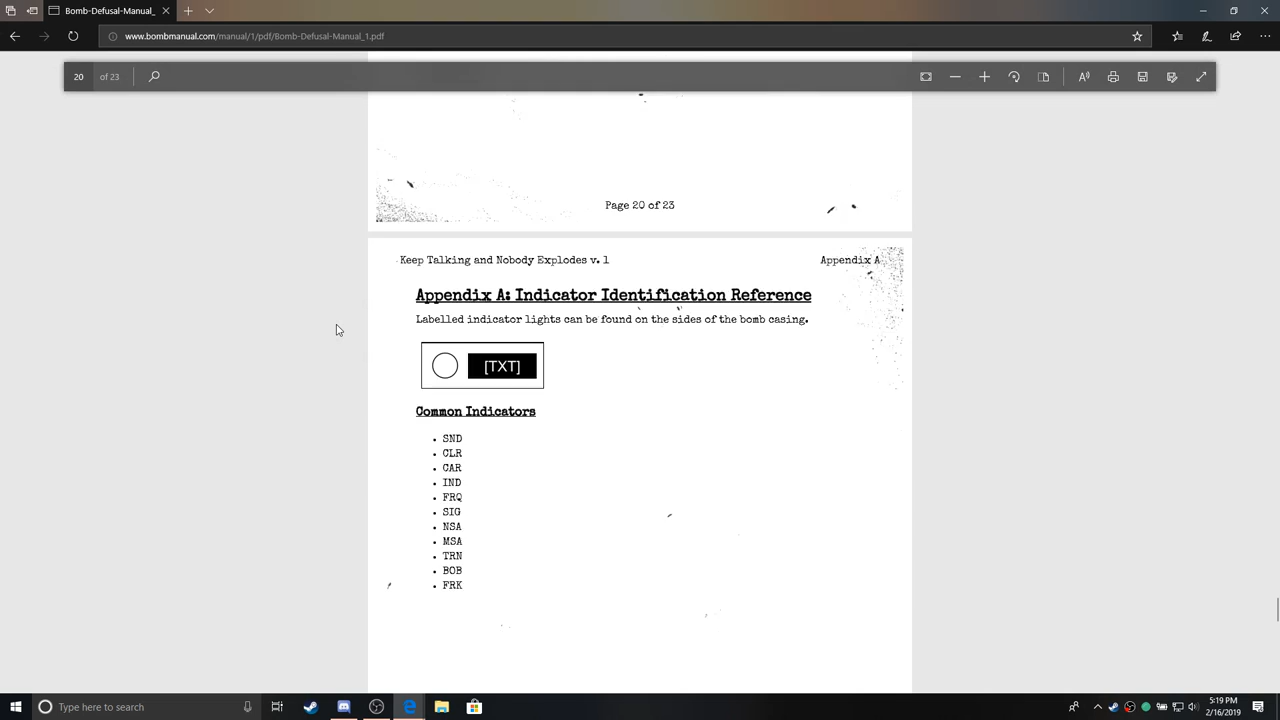 Bomb-Defusal-Manual_
www.bombmanual.com/manual/1/pdf/Bomb-Defusal-Manual_1.pdf
20 of 23
Page 20 of 23
Keep Talking and Nobody Explodes v. 1
Appendix A
Appendix A: Indicator Identification Reference
Labelled indicator lights can be found on the sides of the bomb casing.
[TXT]
Common Indicators
• SND
• CLR
• CAR
• IND
• FRQ
• SIG
• NSA
• MSA
• TRN
• BOB
• FRK
Type here to search
5:19 PM
2/16/2019